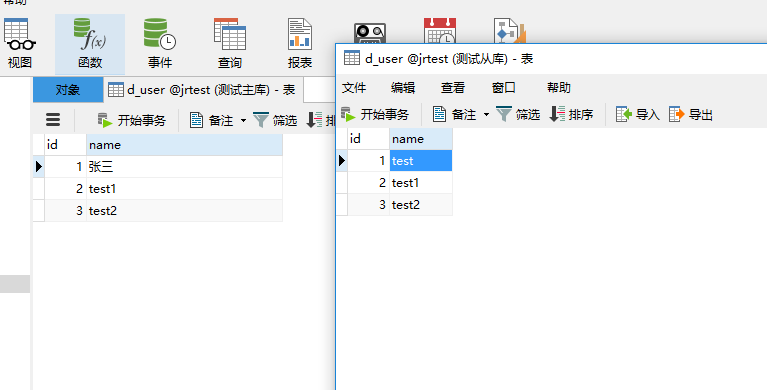 帮助
视图 函数 事件 查询 报表
对象 d_user @jrtest (测试主库) - 表
开始事务 备注 筛选
id name
1 张三
2 test1
3 test2
d_user @jrtest (测试从库) - 表
文件 编辑 查看 窗口 帮助
开始事务 备注 筛选 排序 导入 导出
id name
1 test
2 test1
3 test2